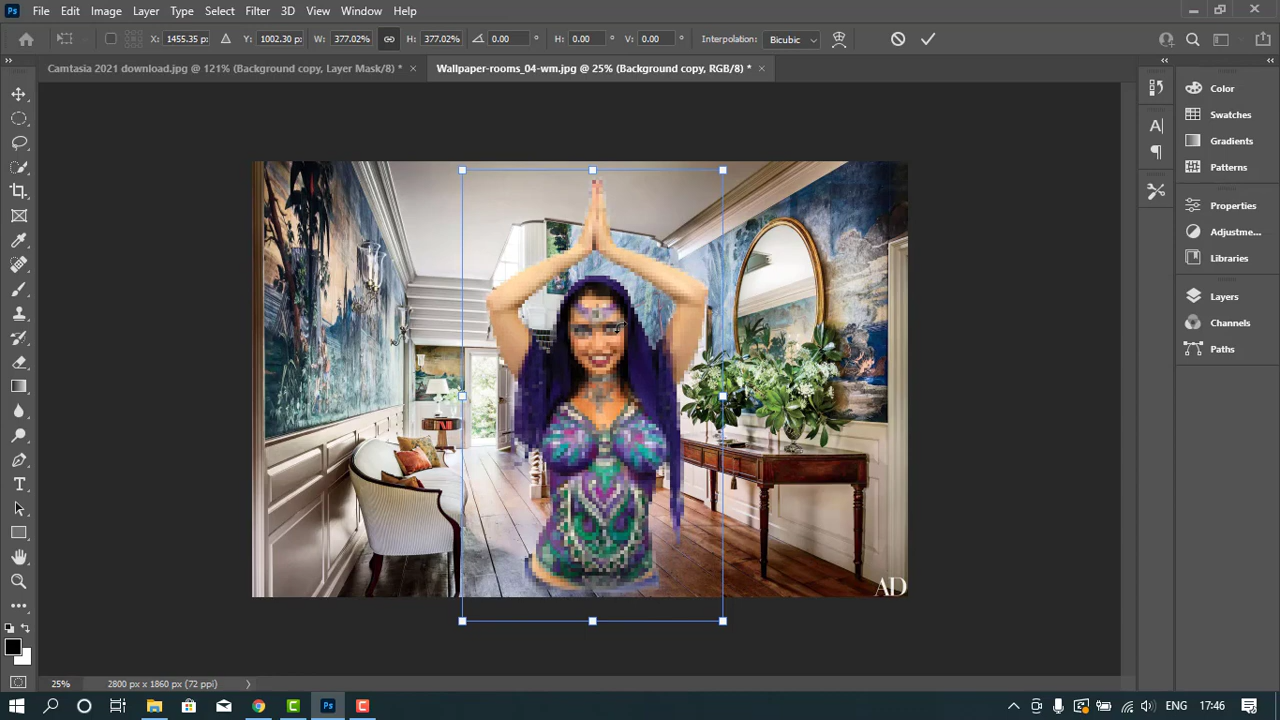 Ps File Edit Image Layer Type Select Filter 3D View Window Help
X: 1455.35 p: Y: 1002.30 p: W: 377.02% H: 377.02% 0.00 ° H: 0.00 ° V: 0.00 ° Interpolation: Bicubic
Camtasia 2021 download.jpg @ 121% (Background copy, Layer Mask/8) * × Wallpaper-rooms_04-wm.jpg @ 25% (Background copy, RGB/8) * ×
Color
Swatches
Gradients
Patterns
Properties
Adjustme...
Libraries
Layers
Channels
Paths
AD
25% 2800 px x 1860 px (72 ppi)
Ps ENG 17:46